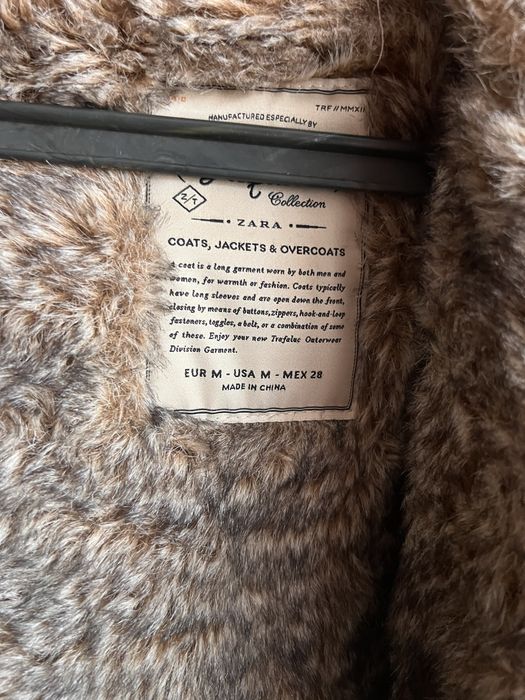 TRF//MMXII
MANUFACTURED ESPECIALLY BY
Z/T
Collection
• ZARA •
COATS, JACKETS & OVERCOATS
A coat is a long garment worn by both men and
women, for warmth or fashion. Coats typically
have long sleeves and are open down the front,
closing by means of buttons, zippers, hook-and-loop
fasteners, toggles, a belt, or a combination of some
of these. Enjoy your new Trafaluc Outerwear
Division Garment.
EUR M - USA M - MEX 28
MADE IN CHINA